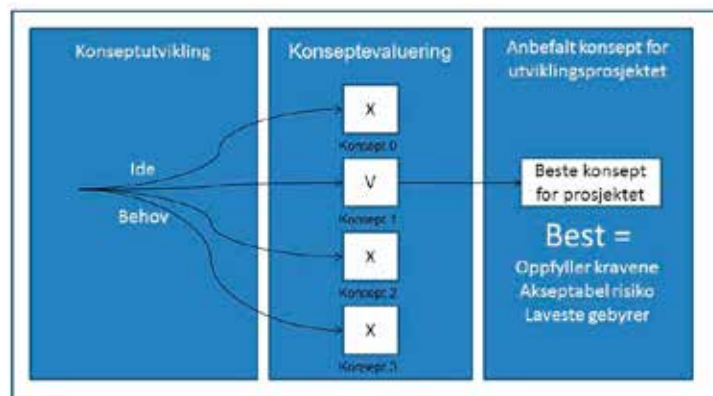 Konseptutvikling
Ide
Behov
Konseptevaluering
X
Konsept 0
V
Konsept 1
X
Konsept 2
X
Konsept 3
Anbefalt konsept for
utviklingsprosjektet
Beste konsept
for prosjektet
Best =
Oppfyller kravene
Akseptabel risiko
Laveste gebyrer